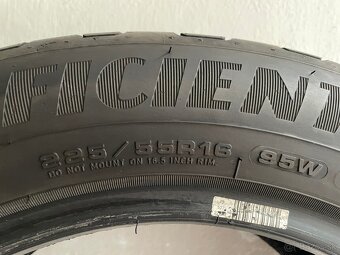 FICIENT
225/55R16 95W
DO NOT MOUNT ON 16.5 INCH RIM.